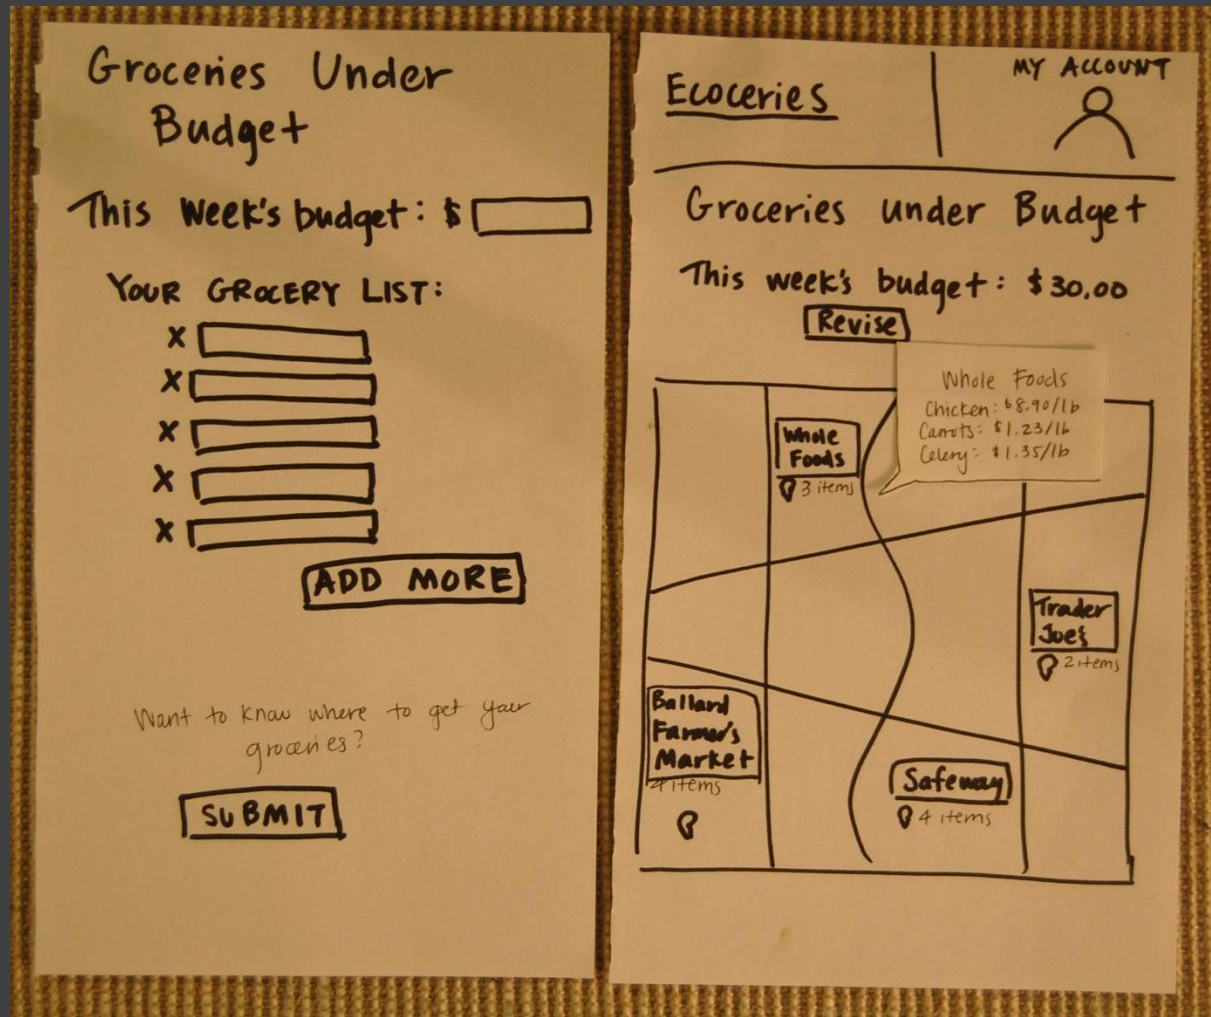 Groceries Under
Budget
This Week's budget: $
YOUR GROCERY LIST:
X
X
X
X
X
ADD MORE
Want to know where to get your
groceries?
SUBMIT
Ecoceries
MY ACCOUNT
Groceries under Budget
This week's budget: $30.00
Revise
Whole Foods
Chicken: $8.90/lb
Carrots: $1.23/lb
Celery: $1.35/lb
Whole
Foods
3 items
Trader
Joe's
2 items
Ballard
Farmer's
Market
4 items
Safeway
4 items